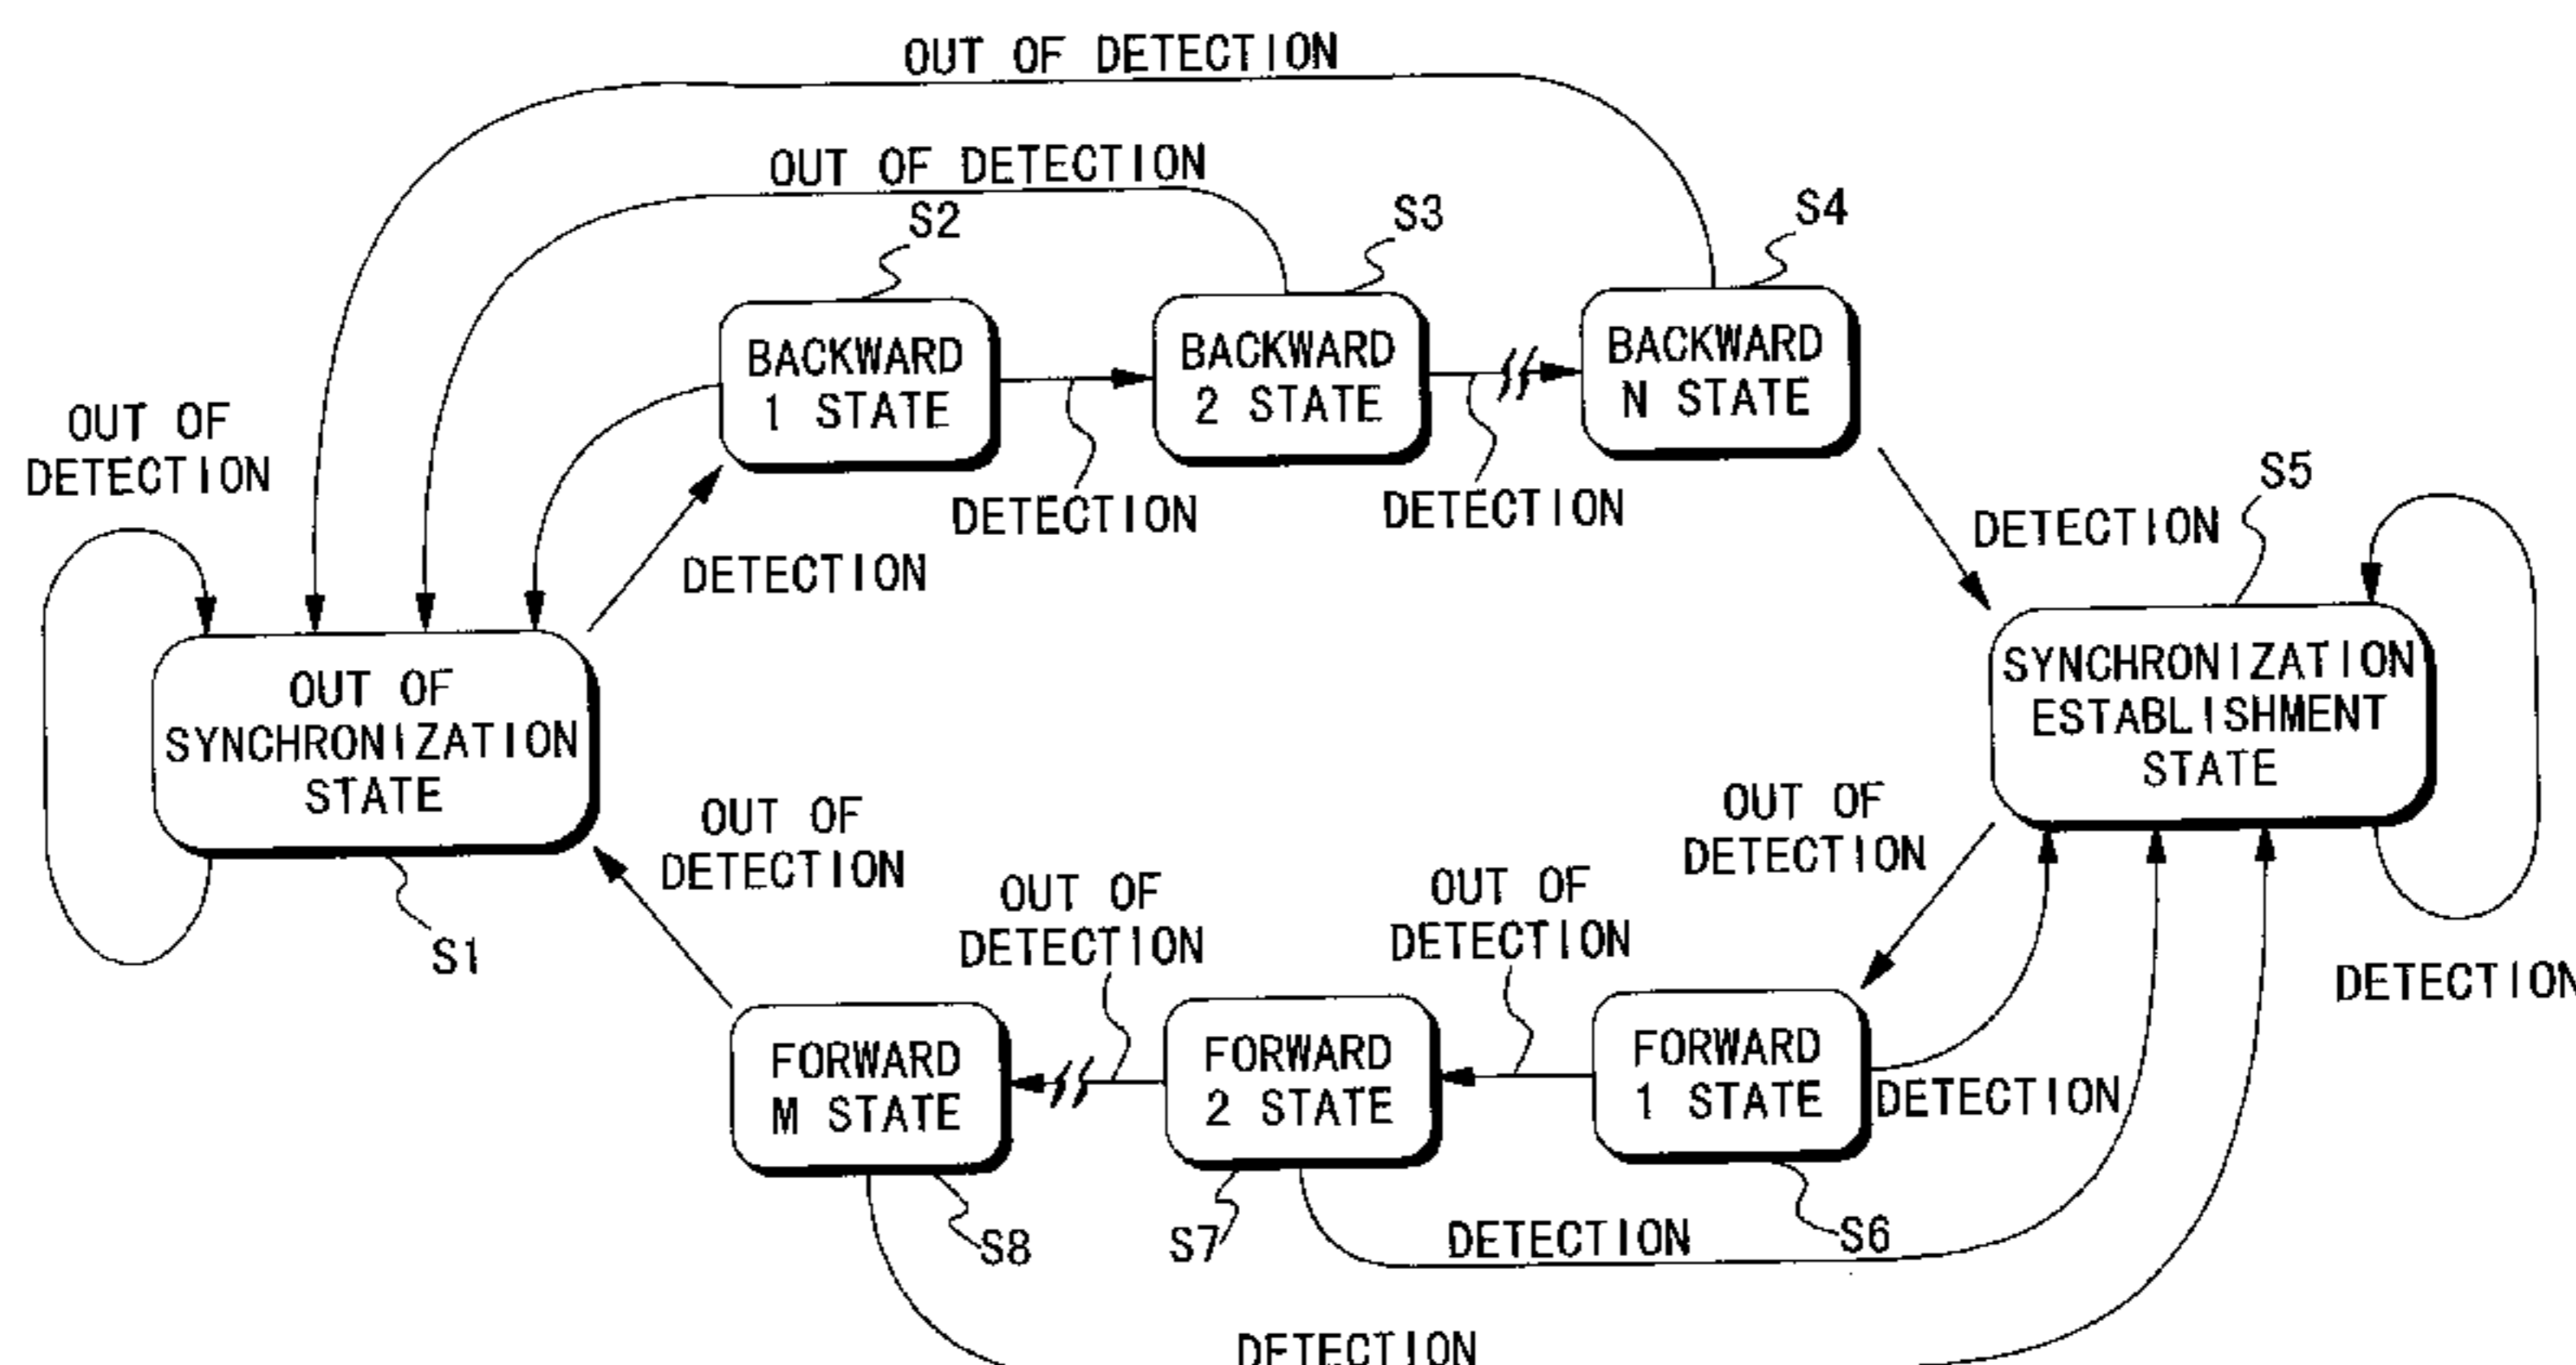 OUT OF DETECTION
OUT OF DETECTION
S2
S3
S4
BACKWARD
1 STATE
BACKWARD
2 STATE
BACKWARD
N STATE
OUT OF
DETECTION
DETECTION
DETECTION
DETECTION
DETECTION
S5
OUT OF
SYNCHRONIZATION
STATE
SYNCHRONIZATION
ESTABLISHMENT
STATE
S1
OUT OF
DETECTION
OUT OF
DETECTION
OUT OF
DETECTION
OUT OF
DETECTION
DETECTION
FORWARD
M STATE
FORWARD
2 STATE
FORWARD
1 STATE
DETECTION
S8
S7
DETECTION
S6
DETECTION